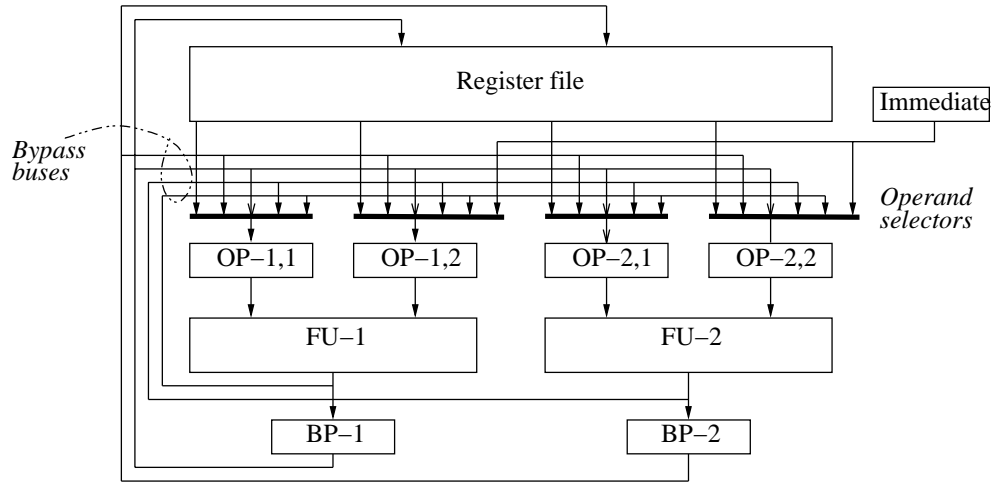 Register file
Immediate
Bypass
buses
Operand
selectors
OP–1,1
OP–1,2
OP–2,1
OP–2,2
FU–1
FU–2
BP–1
BP–2